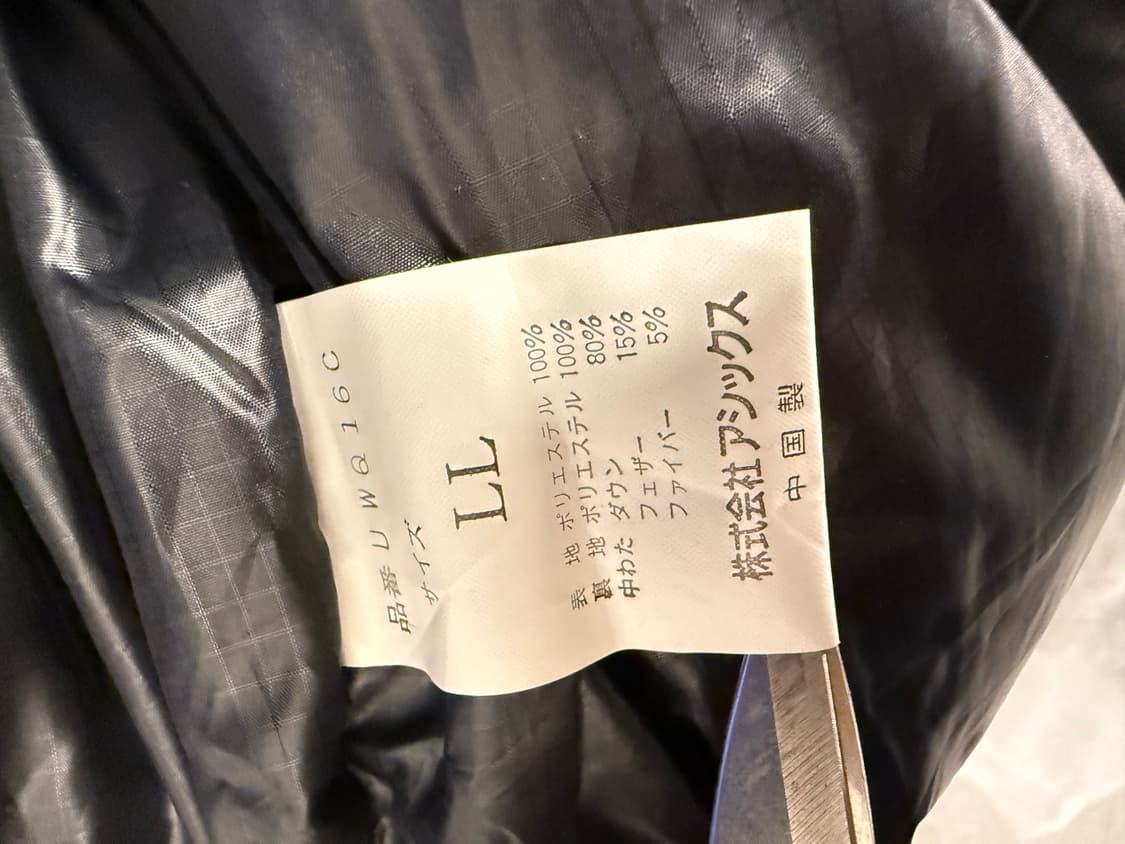 品番 UWQ16C
サイズ
LL
表 地 ポリエステル 100%
裏 地 ポリエステル 100%
中わた ダウン 80%
フェザー 15%
ファイバー 5%
株式会社アシックス
中国製